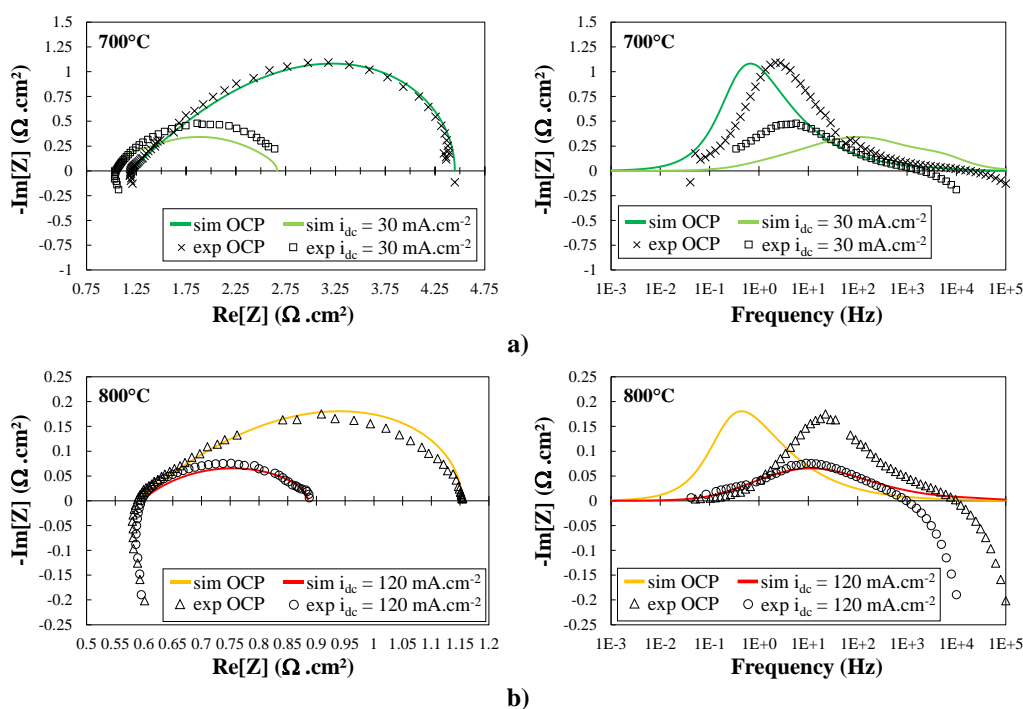 700°C
-Im[Z] (Ω.cm²)
1.5
1.25
1
0.75
0.5
0.25
0
-0.25
-0.5
-0.75
-1
sim OCP
sim i_dc = 30 mA.cm⁻²
exp OCP
exp i_dc = 30 mA.cm⁻²
0.75 1.25 1.75 2.25 2.75 3.25 3.75 4.25 4.75
Re[Z] (Ω.cm²)
700°C
-Im[Z] (Ω.cm²)
1.5
1.25
1
0.75
0.5
0.25
0
-0.25
-0.5
-0.75
-1
sim OCP
sim i_dc = 30 mA.cm⁻²
exp OCP
exp i_dc = 30 mA.cm⁻²
1E-3 1E-2 1E-1 1E+0 1E+1 1E+2 1E+3 1E+4 1E+5
Frequency (Hz)
a)
800°C
-Im[Z] (Ω.cm²)
0.25
0.2
0.15
0.1
0.05
0
-0.05
-0.1
-0.15
-0.2
-0.25
sim OCP
sim i_dc = 120 mA.cm⁻²
exp OCP
exp i_dc = 120 mA.cm⁻²
0.5 0.55 0.6 0.65 0.7 0.75 0.8 0.85 0.9 0.95 1 1.05 1.1 1.15 1.2
Re[Z] (Ω.cm²)
800°C
-Im[Z] (Ω.cm²)
0.25
0.2
0.15
0.1
0.05
0
-0.05
-0.1
-0.15
-0.2
-0.25
sim OCP
sim i_dc = 120 mA.cm⁻²
exp OCP
exp i_dc = 120 mA.cm⁻²
1E-3 1E-2 1E-1 1E+0 1E+1 1E+2 1E+3 1E+4 1E+5
Frequency (Hz)
b)